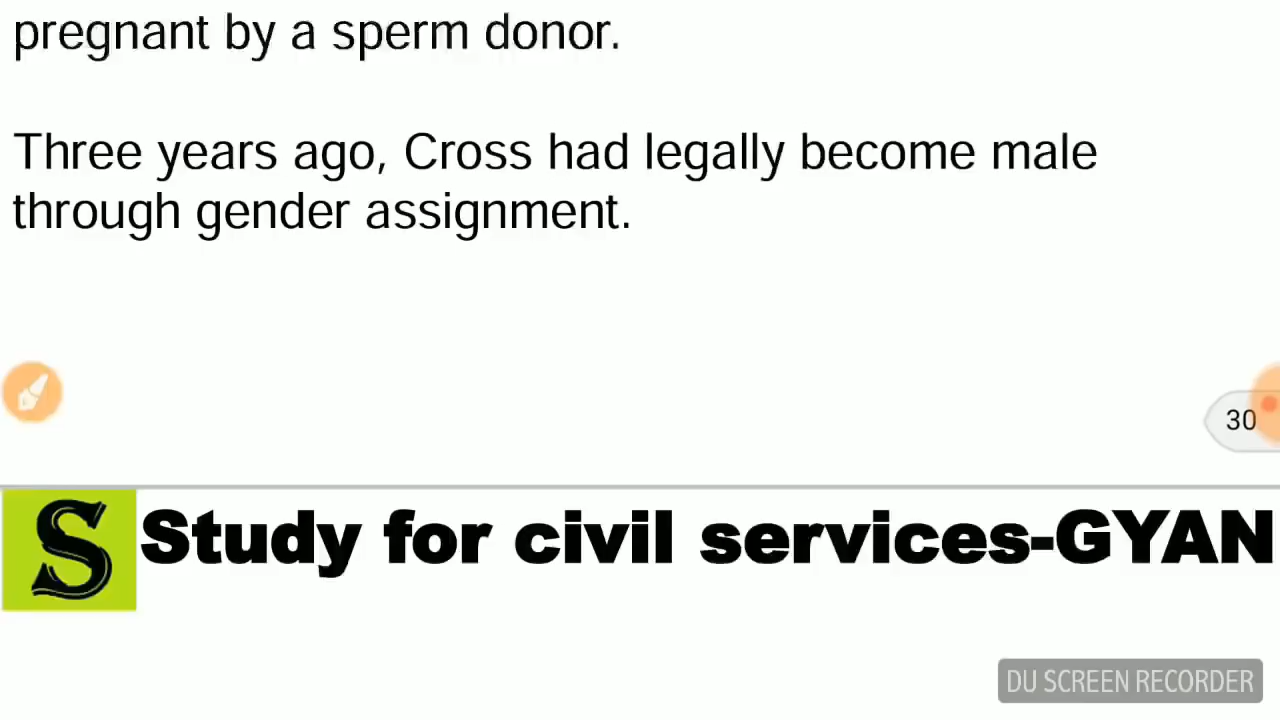 pregnant by a sperm donor.
Three years ago, Cross had legally become male
through gender assignment.
30
S Study for civil services-GYAN
DU SCREEN RECORDER